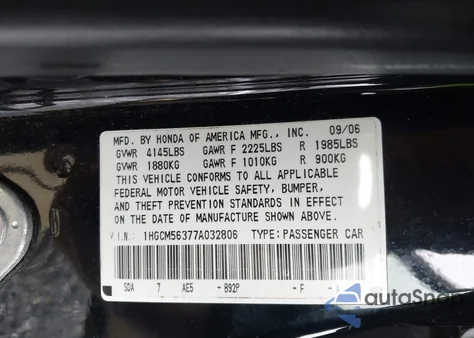 MFD. BY HONDA OF AMERICA MFG., INC. 09/06
GVWR 4145LBS GAWR F 2225LBS R 1985LBS
GVWR 1880KG GAWR F 1010KG R 900KG
THIS VEHICLE CONFORMS TO ALL APPLICABLE
FEDERAL MOTOR VEHICLE SAFETY, BUMPER,
AND THEFT PREVENTION STANDARDS IN EFFECT
ON THE DATE OF MANUFACTURE SHOWN ABOVE.
V.I.N.: 1HGCM56377A032806 TYPE: PASSENGER CAR
SDA 7 AE5 - B92P - F -
autoSnap